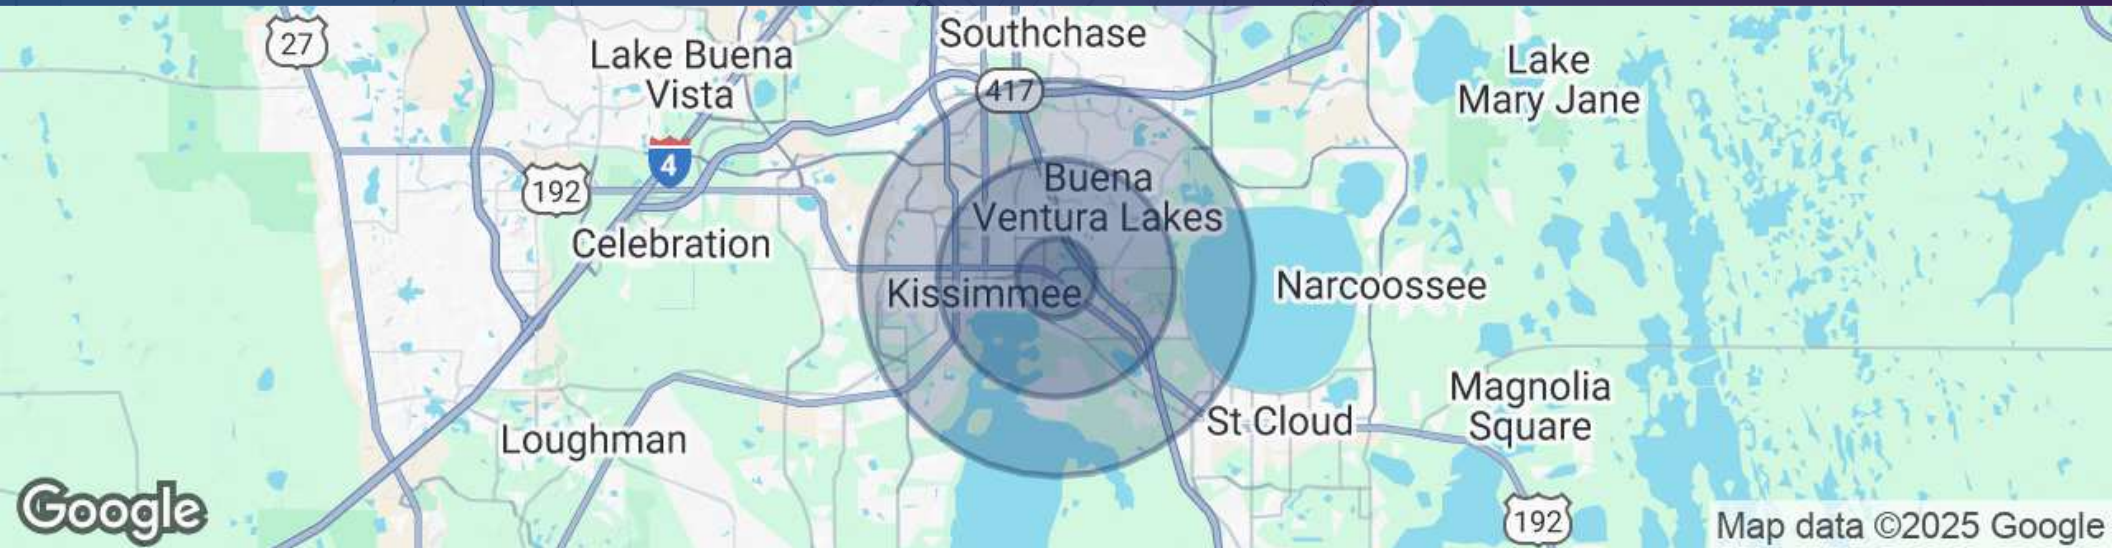 27
Lake Buena
Vista
Southchase
417
Lake
Mary Jane
4
192
Buena
Ventura Lakes
Celebration
Kissimmee
Narcoossee
Magnolia
Square
St Cloud
Loughman
192
Google
Map data ©2025 Google